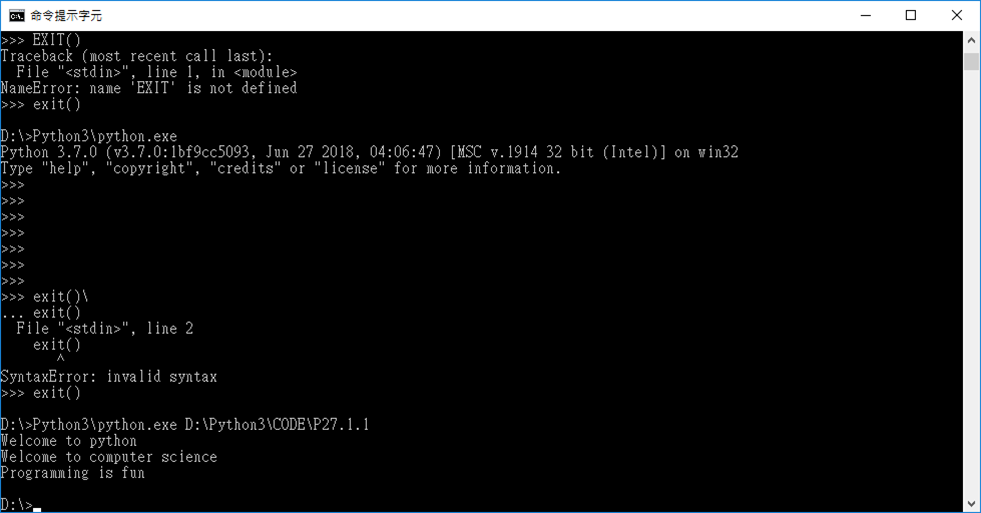 命令提示字元
>>> EXIT()
Traceback (most recent call last):
  File "<stdin>", line 1, in <module>
NameError: name 'EXIT' is not defined
>>> exit()
D:\>Python3\python.exe
Python 3.7.0 (v3.7.0:1bf9cc5093, Jun 27 2018, 04:06:47) [MSC v.1914 32 bit (Intel)] on win32
Type "help", "copyright", "credits" or "license" for more information.
>>>
>>>
>>>
>>>
>>>
>>>
>>>
>>> exit()\
... exit()
  File "<stdin>", line 2
    exit()
       ^
SyntaxError: invalid syntax
>>> exit()
D:\>Python3\python.exe D:\Python3\CODE\P27.1.1
Welcome to python
Welcome to computer science
Programming is fun
D:\>